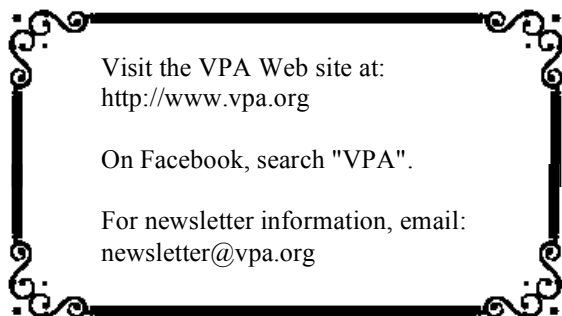 Visit the VPA Web site at:
http://www.vpa.org
On Facebook, search "VPA".
For newsletter information, email:
newsletter@vpa.org